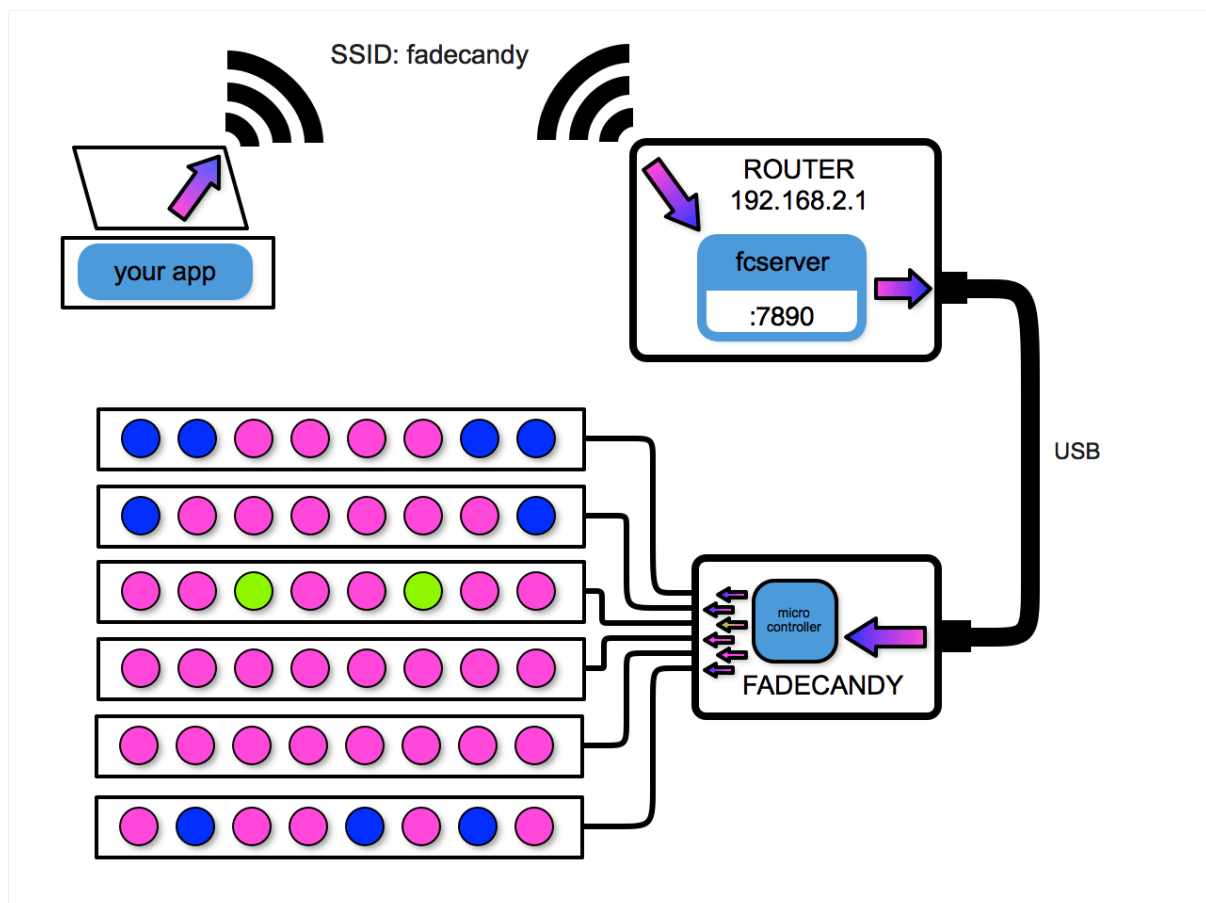 SSID: fadecandy
ROUTER
192.168.2.1
your app
fcserver
:7890
USB
micro
controller
FADECANDY